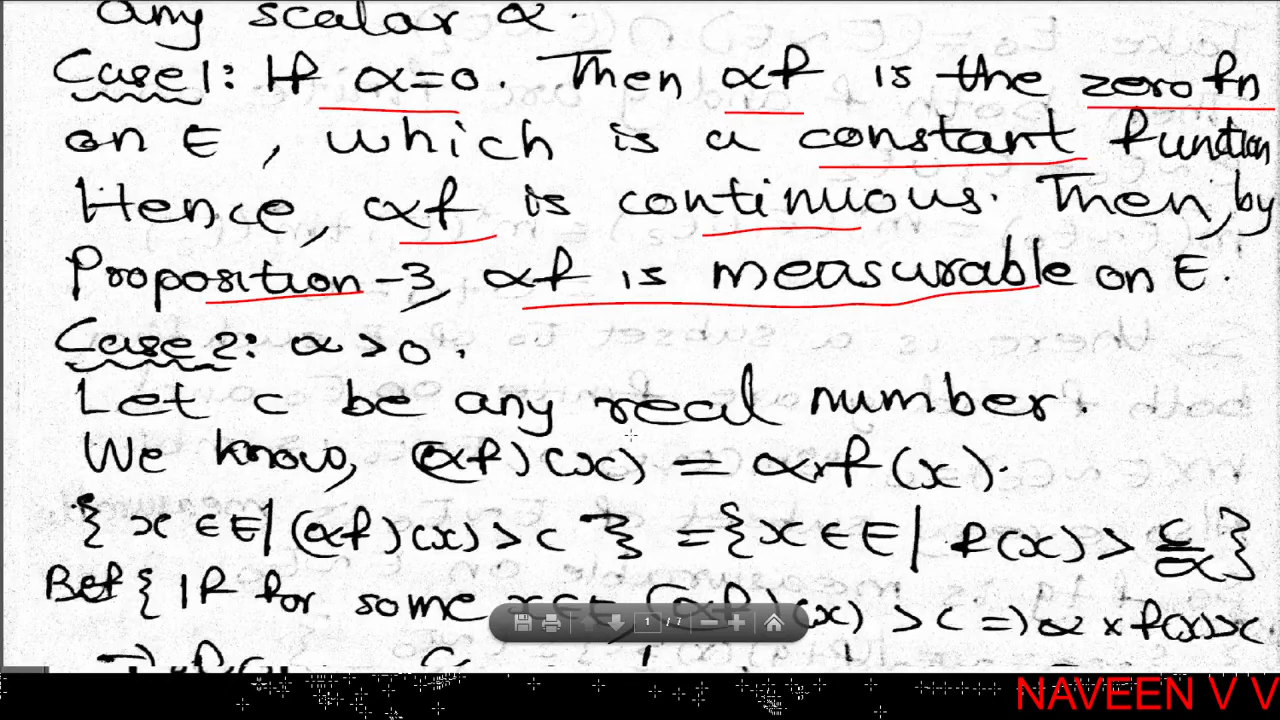 any scalar α.
Case 1: If α=0. Then αf is the zero fn
on E, which is a constant function
Hence, αf is continuous. Then, by
Proposition-3, αf is measurable on E.
Case 2: α>0.
Let c be any real number.
We know, (αf)(x) = α×f(x).
{ x∈E | (αf)(x)>c } = { x∈E | f(x) > c/α }
{ If for some x∈E, (αf)(x) > c => α × f(x)>c
1 / 7
NAVEEN V V